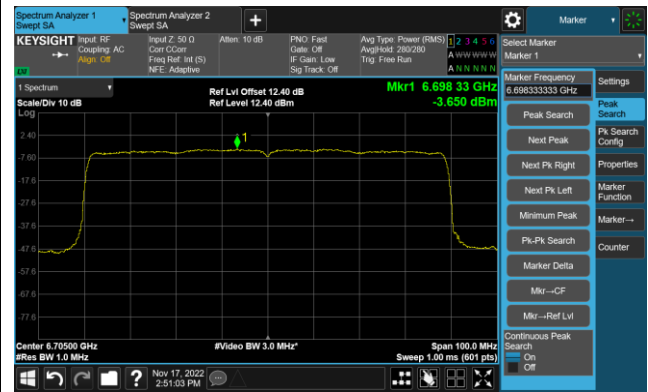 Spectrum Analyzer 1
Swept SA
Spectrum Analyzer 2
Swept SA
+
Marker
KEYSIGHT
Input: RF
Coupling: AC
Align: Off
Input Z: 50 Ω
Corr CCorr
Freq Ref: Int (S)
NFE: Adaptive
Atten: 10 dB
PNO: Fast
Gate: Off
IF Gain: Low
Sig Track: Off
Avg Type: Power (RMS)
Avg|Hold: 280/280
Trig: Free Run
1 2 3 4 5 6
A W W W W W
A N N N N N
LXI
Select Marker
Marker 1
1 Spectrum
Scale/Div 10 dB
Log
Ref Lvl Offset 12.40 dB
Ref Level 12.40 dBm
Mkr1 6.698 33 GHz
-3.650 dBm
1
2.40
-7.60
-17.6
-27.6
-37.6
-47.6
-57.6
-67.6
-77.6
Center 6.70500 GHz
#Res BW 1.0 MHz
#Video BW 3.0 MHz*
Span 100.0 MHz
Sweep 1.00 ms (601 pts)
Marker Frequency
6.698333333 GHz
Peak Search
Next Peak
Next Pk Right
Next Pk Left
Minimum Peak
Pk-Pk Search
Marker Delta
Mkr→CF
Mkr→Ref Lvl
Continuous Peak
Search
On
Off
Settings
Peak
Search
Pk Search
Config
Properties
Marker
Function
Marker→
Counter
?
Nov 17, 2022
2:51:03 PM